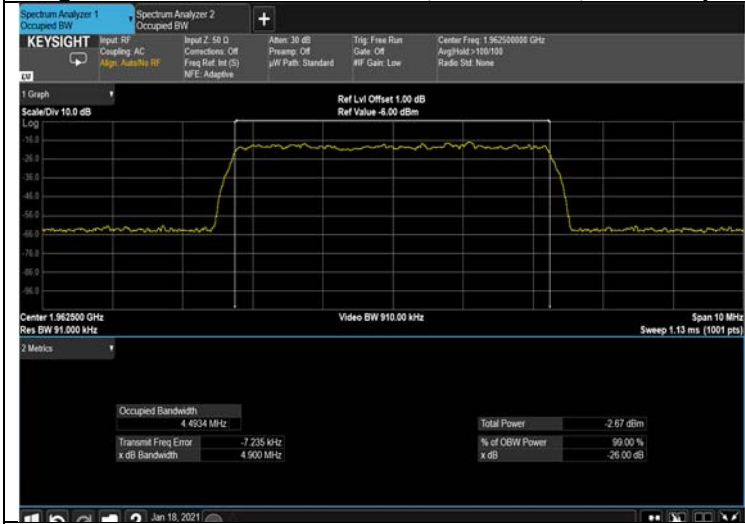 Spectrum Analyzer 1
Occupied BW
Spectrum Analyzer 2
Occupied BW
KEYSIGHT
Input: RF
Coupling: AC
Align: Auto/No RF
Input Z: 50 Ω
Corrections: Off
Freq Ref: Int (S)
NFE: Adaptive
Atten: 30 dB
Preamp: Off
µW Path: Standard
Trig: Free Run
Gate: Off
#IF Gain: Low
Center Freq: 1.962500000 GHz
Avg|Hold:>100/100
Radio Std: None
1 Graph
Scale/Div 10.0 dB
Ref Lvl Offset 1.00 dB
Ref Value -6.00 dBm
Log
-16.0
-26.0
-36.0
-46.0
-56.0
-66.0
-76.0
-86.0
-96.0
Center 1.962500 GHz
Video BW 910.00 kHz
Span 10 MHz
Res BW 91.000 kHz
Sweep 1.13 ms (1001 pts)
2 Metrics
Occupied Bandwidth
4.4934 MHz
Total Power -2.67 dBm
Transmit Freq Error -7.235 kHz
% of OBW Power 99.00 %
x dB Bandwidth 4.900 MHz
x dB -26.00 dB
Jan 18, 2021